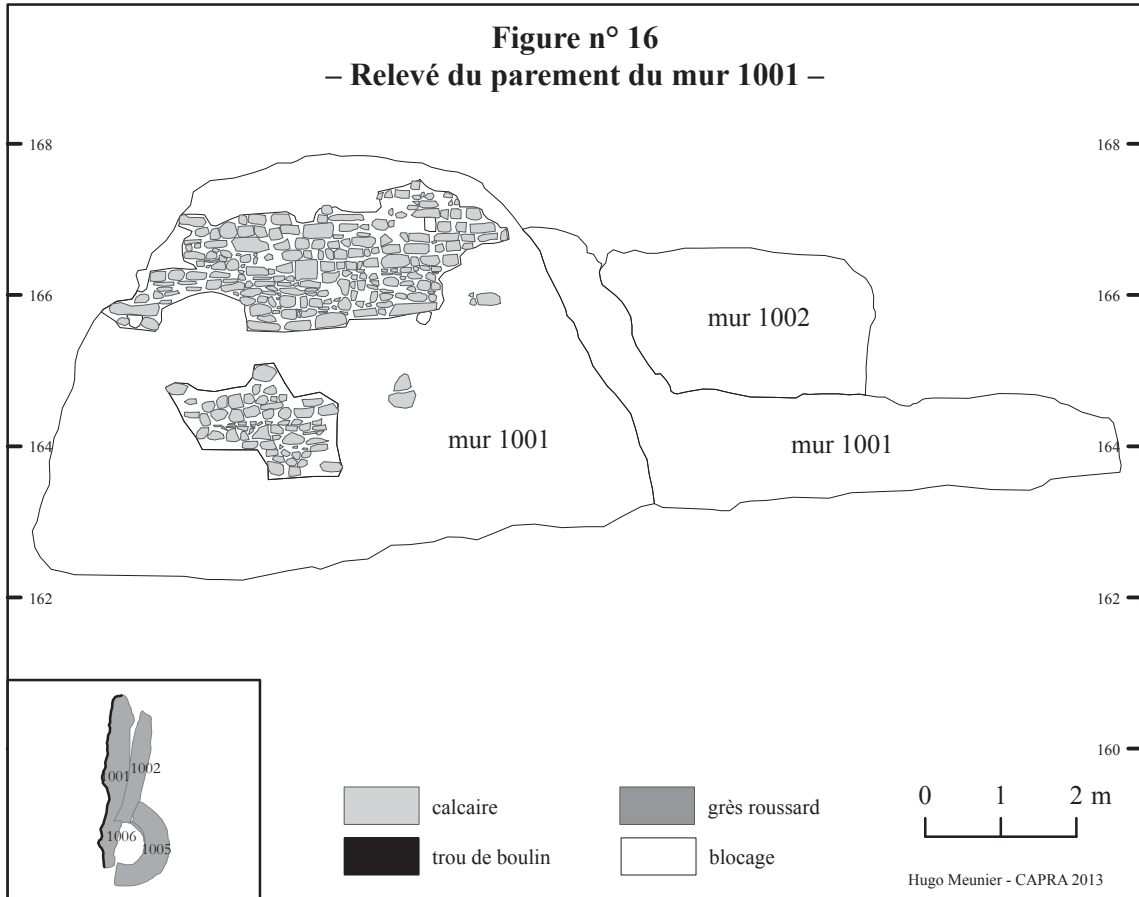 Figure n° 16
– Relevé du parement du mur 1001 –
168
168
166
166
mur 1002
164
mur 1001
mur 1001
164
162
162
160
1001
1002
1006
1005
calcaire
grès roussard
trou de boulin
blocage
0 1 2 m
Hugo Meunier - CAPRA 2013